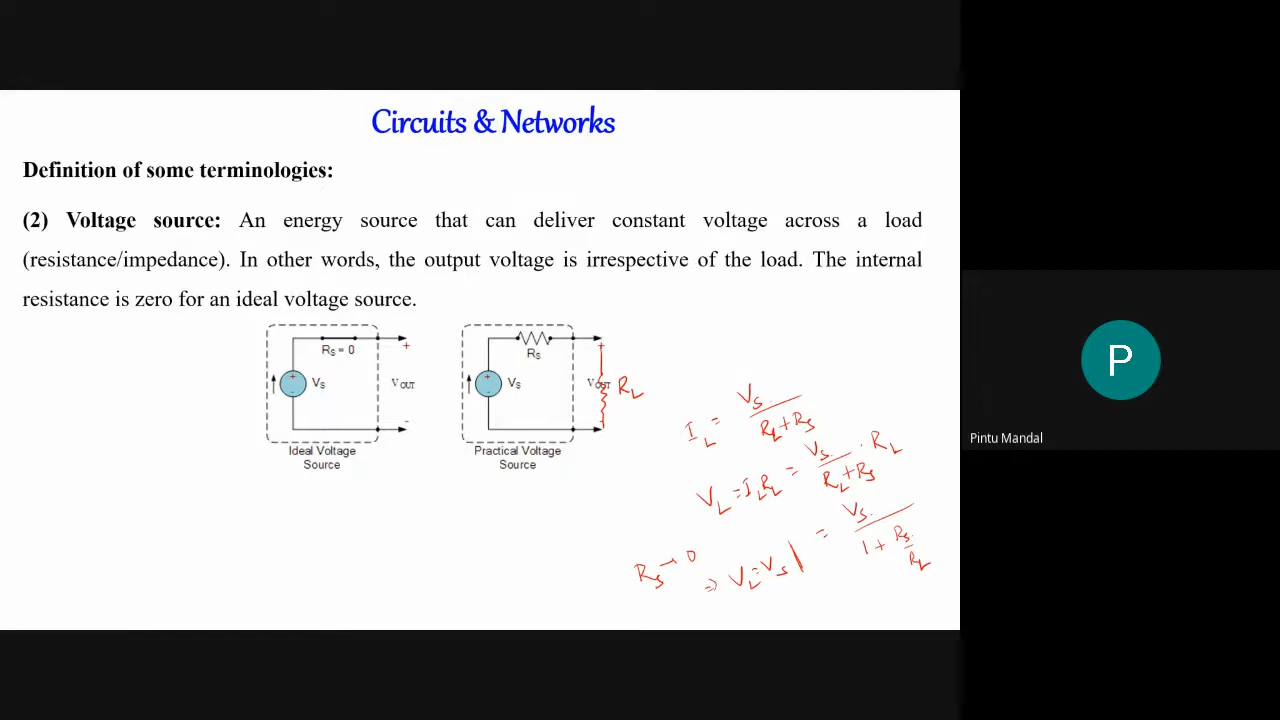 Circuits & Networks
Definition of some terminologies:
(2) Voltage source: An energy source that can deliver constant voltage across a load
(resistance/impedance). In other words, the output voltage is irrespective of the load. The internal
resistance is zero for an ideal voltage source.
RS = 0
+
VS
+
-
VOUT
-
Ideal Voltage
Source
RS
+
VS
+
-
VOUT
RL
-
Practical Voltage
Source
IL = VS / (RL + RS)
VL = IL RL = VS / (RL + RS) . RL
= VS / (1 + RS/RL)
RS → 0 ⇒ VL = VS
P
Pintu Mandal